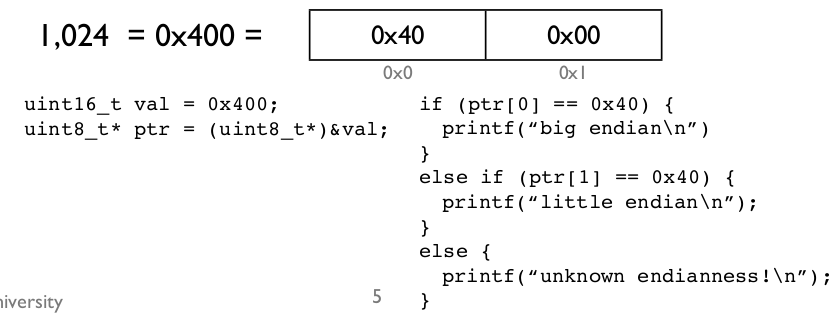 1,024 = 0x400 =
0x40
0x00
0x0
0x1
uint16_t val = 0x400;
uint8_t* ptr = (uint8_t*)&val;
if (ptr[0] == 0x40) {
printf(“big endian\n”)
}
else if (ptr[1] == 0x40) {
printf(“little endian\n”);
}
else {
printf(“unknown endianness!\n”);
}
niversity
5